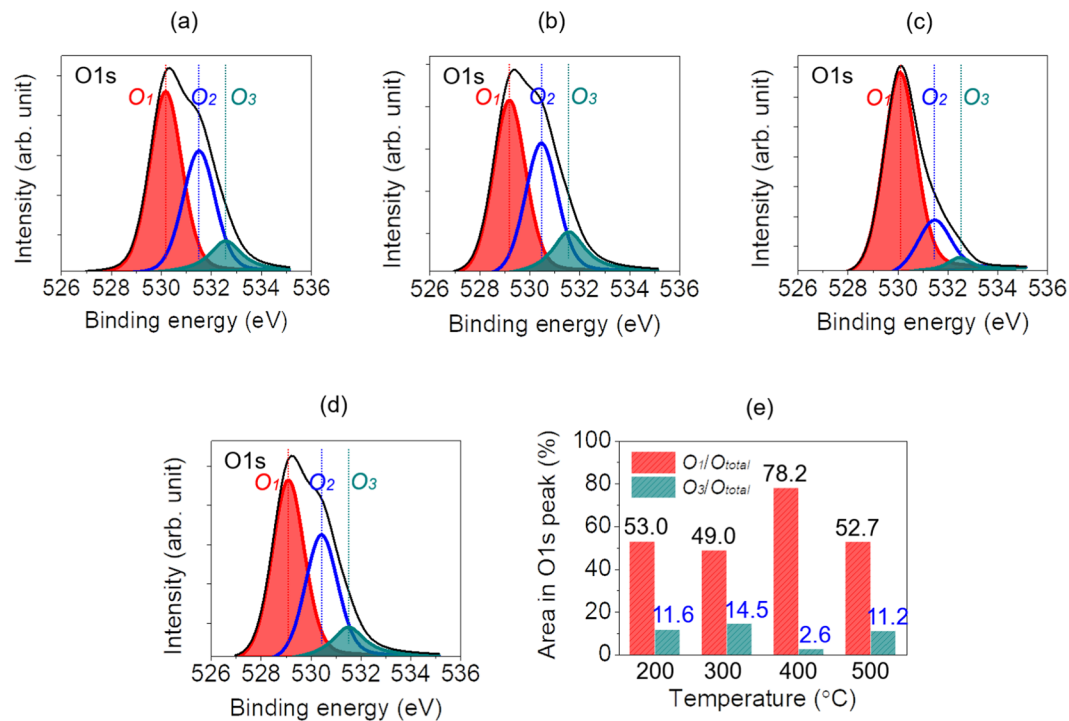 (a)
(b)
(c)
O1s
O1
O2
O3
Intensity (arb. unit)
526 528 530 532 534 536
Binding energy (eV)
O1s
O1
O2
O3
Intensity (arb. unit)
526 528 530 532 534 536
Binding energy (eV)
O1s
O1
O2
O3
Intensity (arb. unit)
526 528 530 532 534 536
Binding energy (eV)
(d)
(e)
O1s
O1
O2
O3
Intensity (arb. unit)
526 528 530 532 534 536
Binding energy (eV)
Area in O1s peak (%)
100
80
60
40
20
0
O1/Ototal
O3/Ototal
53.0
11.6
49.0
14.5
78.2
2.6
52.7
11.2
200 300 400 500
Temperature (°C)